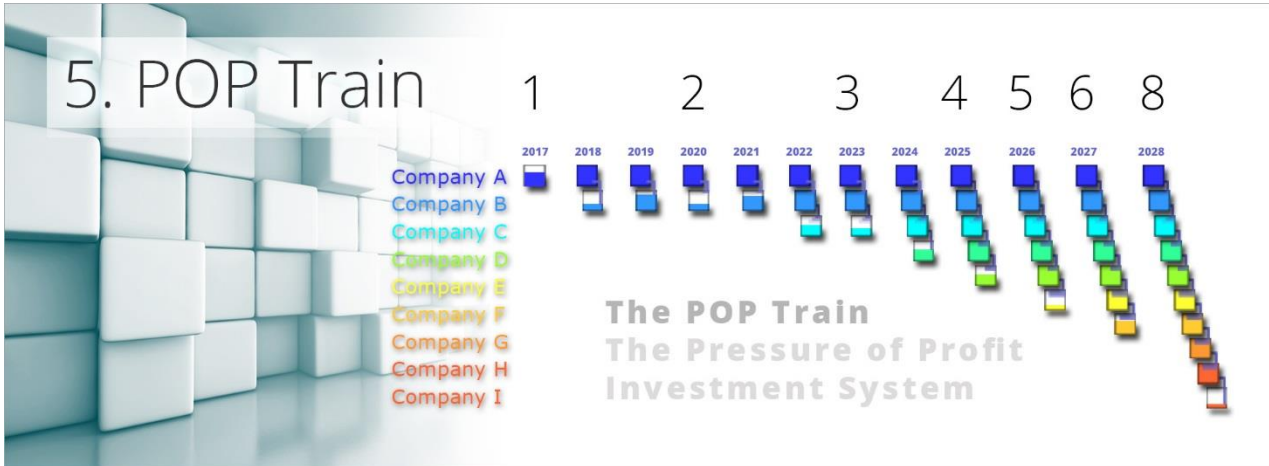 5. POP Train
1 2 3 4 5 6 8
2017 2018 2019 2020 2021 2022 2023 2024 2025 2026 2027 2028
Company A
Company B
Company C
Company D
Company E
Company F
Company G
Company H
Company I
The POP Train
The Pressure of Profit
Investment System